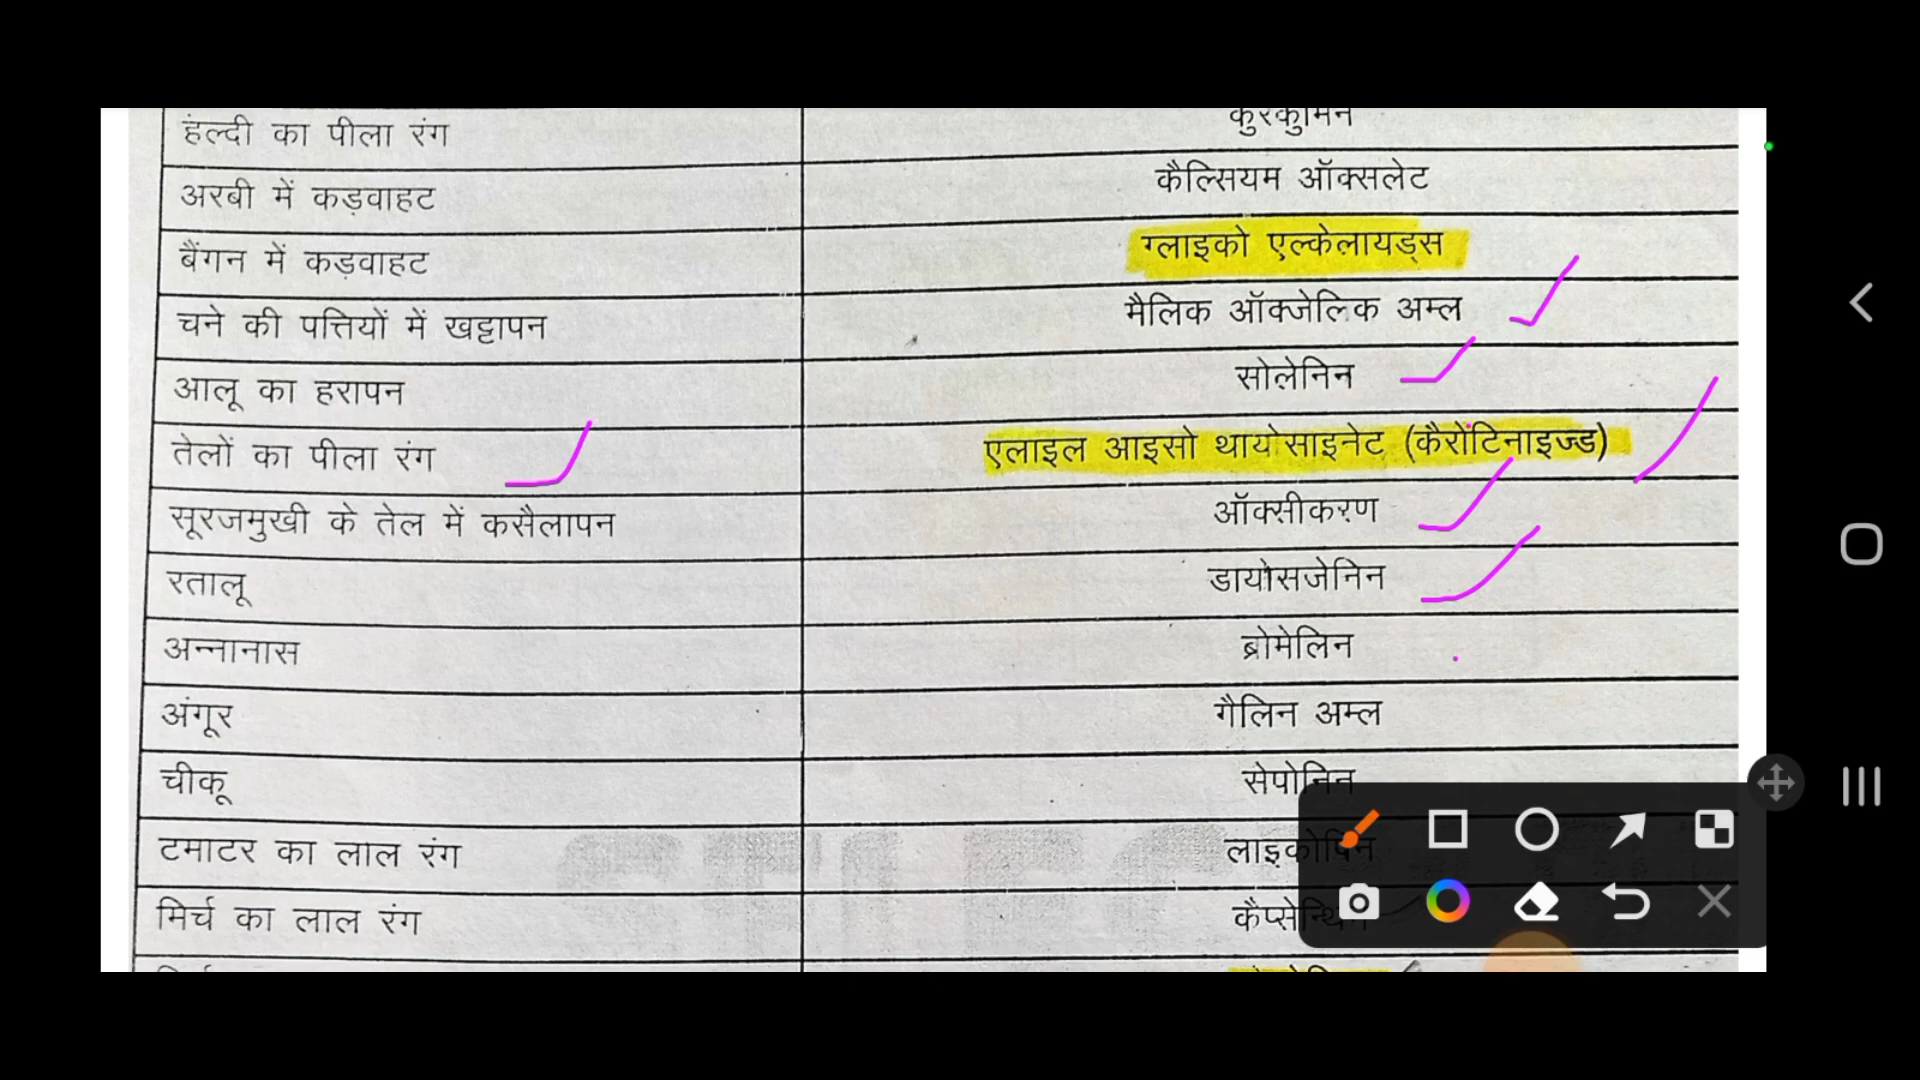 हल्दी का पीला रंग कुरकुमिन
अरबी में कड़वाहट कैल्सियम ऑक्सलेट
बैंगन में कड़वाहट ग्लाइको एल्केलायड्स
चने की पत्तियों में खट्टापन मैलिक ऑक्जेलिक अम्ल
आलू का हरापन सोलेनिन
तेलों का पीला रंग एलाइल आइसो थायोसाइनेट (कैरोटिनाइज्ड)
सूरजमुखी के तेल में कसैलापन ऑक्सीकरण
रतालू डायोसजेनिन
अन्नानास ब्रोमेलिन
अंगूर गैलिन अम्ल
चीकू सेपोनिन
टमाटर का लाल रंग लाइकोपिन
मिर्च का लाल रंग कैप्सेन्थिन